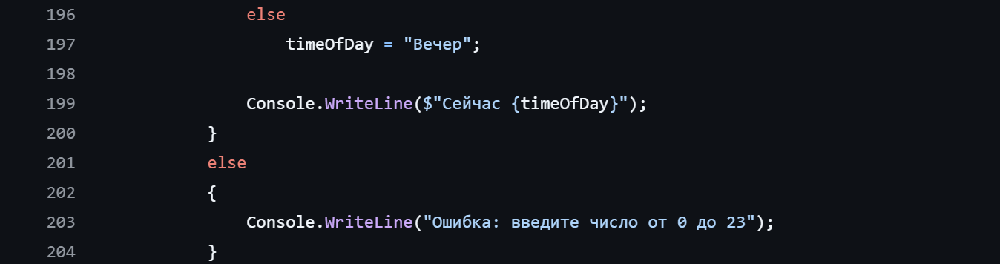 196 else
197 timeOfDay = "Вечер";
198
199 Console.WriteLine($"Сейчас {timeOfDay}");
200 }
201 else
202 {
203 Console.WriteLine("Ошибка: введите число от 0 до 23");
204 }